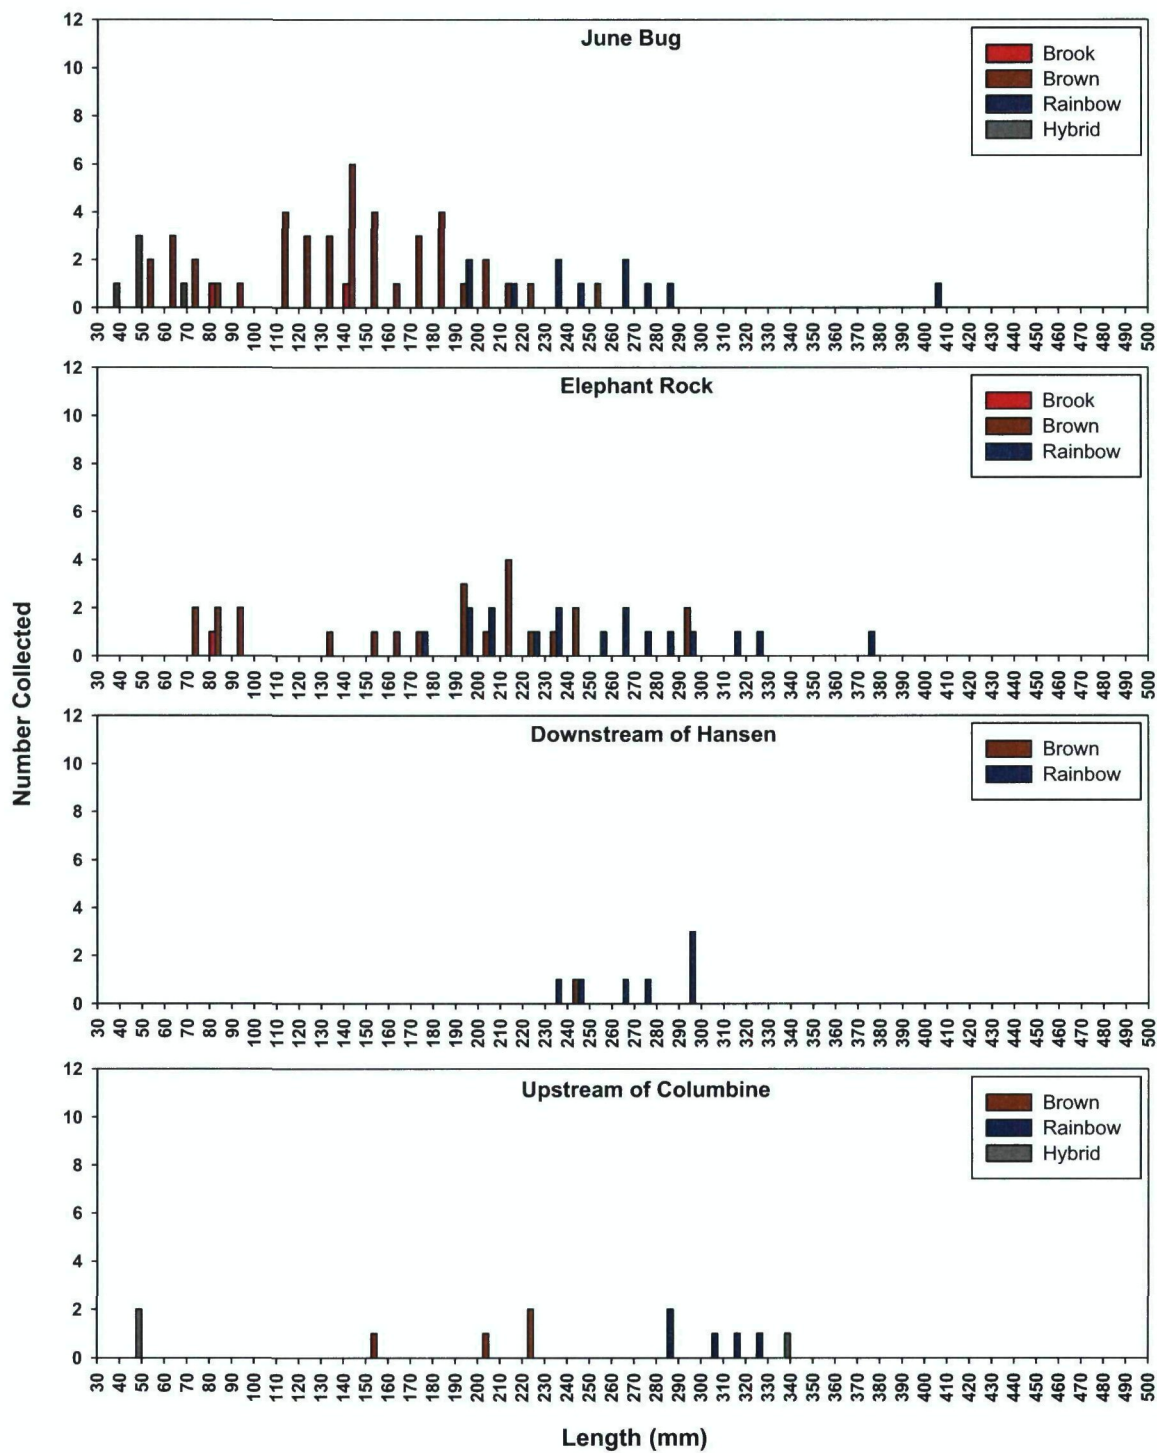 Number Collected
12
June Bug
Brook
Brown
Rainbow
Hybrid
10
8
6
4
2
0
30 40 50 60 70 80 90 100 110 120 130 140 150 160 170 180 190 200 210 220 230 240 250 260 270 280 290 300 310 320 330 340 350 360 370 380 390 400 410 420 430 440 450 460 470 480 490 500
12
Elephant Rock
Brook
Brown
Rainbow
10
8
6
4
2
0
30 40 50 60 70 80 90 100 110 120 130 140 150 160 170 180 190 200 210 220 230 240 250 260 270 280 290 300 310 320 330 340 350 360 370 380 390 400 410 420 430 440 450 460 470 480 490 500
12
Downstream of Hansen
Brown
Rainbow
10
8
6
4
2
0
30 40 50 60 70 80 90 100 110 120 130 140 150 160 170 180 190 200 210 220 230 240 250 260 270 280 290 300 310 320 330 340 350 360 370 380 390 400 410 420 430 440 450 460 470 480 490 500
12
Upstream of Columbine
Brown
Rainbow
Hybrid
10
8
6
4
2
0
30 40 50 60 70 80 90 100 110 120 130 140 150 160 170 180 190 200 210 220 230 240 250 260 270 280 290 300 310 320 330 340 350 360 370 380 390 400 410 420 430 440 450 460 470 480 490 500
Length (mm)